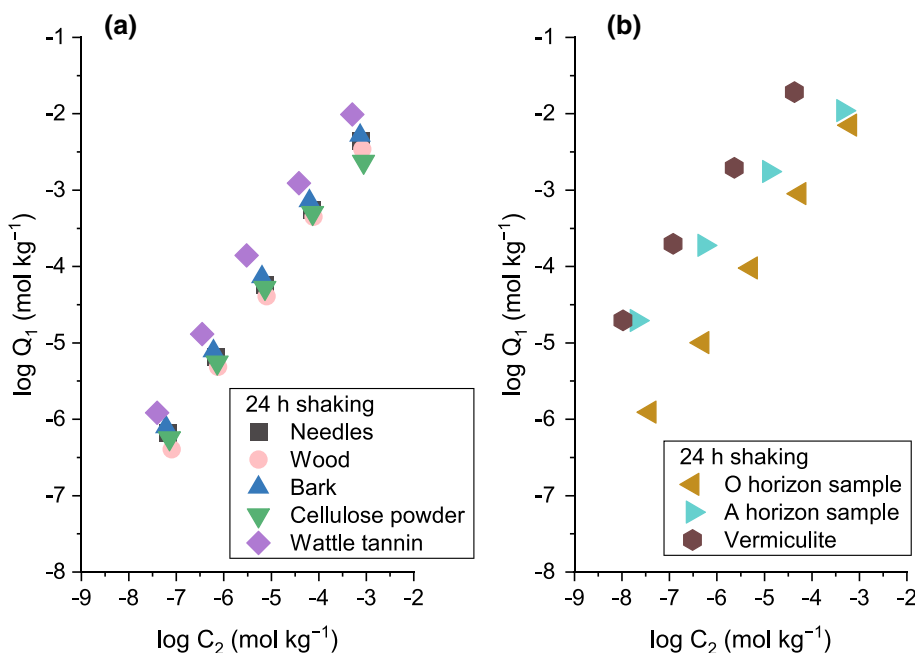 (a)
-1
-2
-3
-4
-5
-6
-7
-8
log Q₁ (mol kg⁻¹)
-9 -8 -7 -6 -5 -4 -3 -2
log C₂ (mol kg⁻¹)
24 h shaking
Needles
Wood
Bark
Cellulose powder
Wattle tannin
(b)
-1
-2
-3
-4
-5
-6
-7
-8
log Q₁ (mol kg⁻¹)
-9 -8 -7 -6 -5 -4 -3 -2
log C₂ (mol kg⁻¹)
24 h shaking
O horizon sample
A horizon sample
Vermiculite